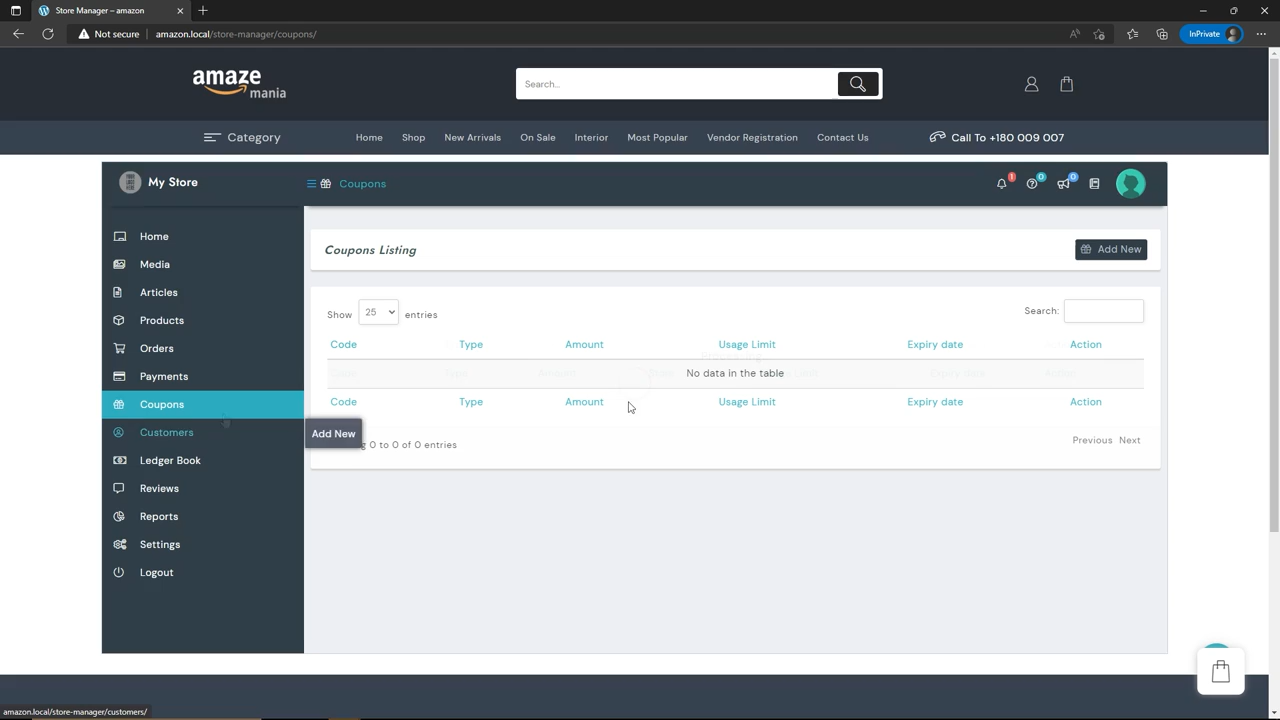 Store Manager – amazon
Not secure
amazon.local/store-manager/coupons/
InPrivate
amaze
mania
Search...
Category
Home
Shop
New Arrivals
On Sale
Interior
Most Popular
Vendor Registration
Contact Us
Call To +180 009 007
My Store
Coupons
1
0
0
Home
Media
Articles
Products
Orders
Payments
Coupons
Customers
Ledger Book
Reviews
Reports
Settings
Logout
Add New
Coupons Listing
Add New
Show 25 entries
Search:
Code Type Amount Usage Limit Expiry date Action
No data in the table
Code Type Amount Usage Limit Expiry date Action
g 0 to 0 of 0 entries
Previous Next
amazon.local/store-manager/customers/